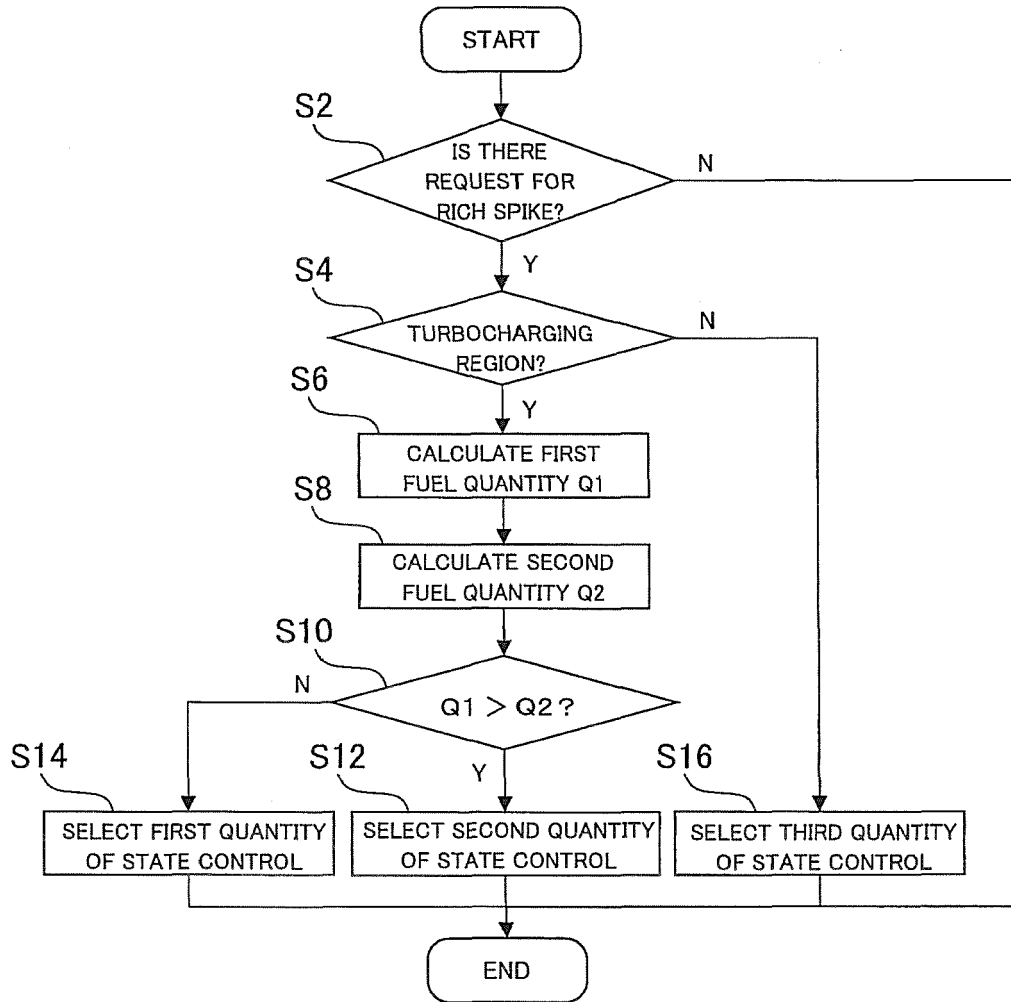 START
S2
IS THERE
REQUEST FOR
RICH SPIKE?
N
Y
S4
TURBOCHARGING
REGION?
N
Y
S6
CALCULATE FIRST
FUEL QUANTITY Q1
S8
CALCULATE SECOND
FUEL QUANTITY Q2
S10
Q1 > Q2?
N
Y
S14
SELECT FIRST QUANTITY
OF STATE CONTROL
S12
SELECT SECOND QUANTITY
OF STATE CONTROL
S16
SELECT THIRD QUANTITY
OF STATE CONTROL
END